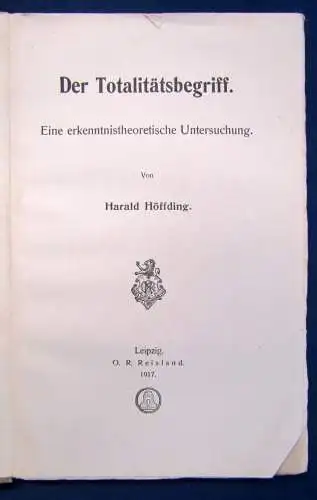 Der Totalitätsbegriff.
Eine erkenntnistheoretische Untersuchung.
Von
Harald Höffding.
Leipzig.
O. R. Reisland.
1917.